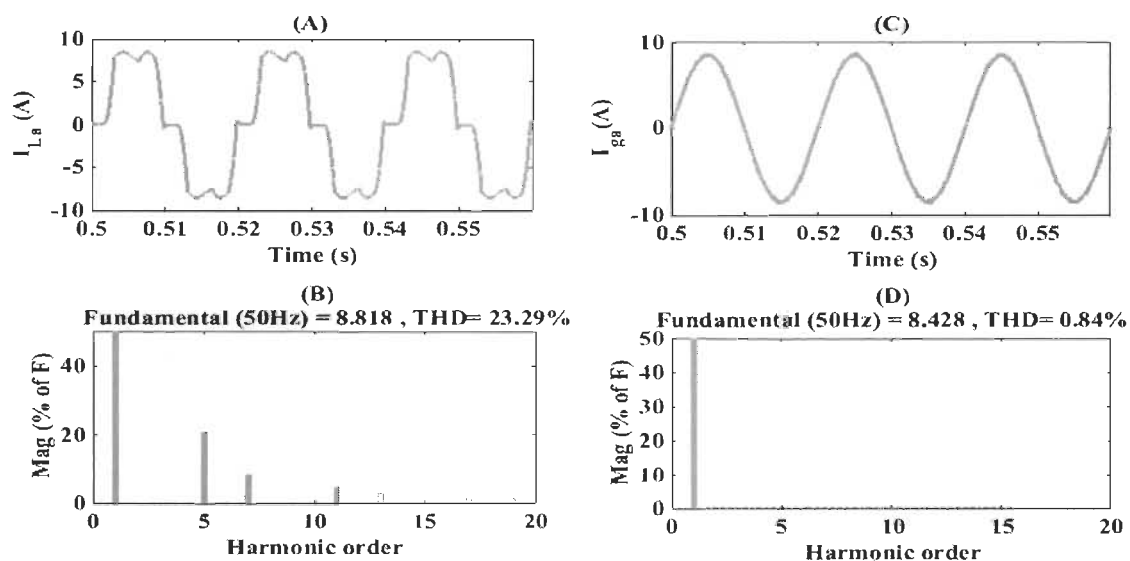 (A)
10
5
0
-5
-10
I_La (A)
0.5 0.51 0.52 0.53 0.54 0.55
Time (s)
(C)
10
0
-10
I_ga (A)
0.5 0.51 0.52 0.53 0.54 0.55
Time (s)
(B)
Fundamental (50Hz) = 8.818 , THD= 23.29%
40
20
0
Mag (% of F)
0 5 10 15 20
Harmonic order
(D)
Fundamental (50Hz) = 8.428 , THD= 0.84%
50
40
30
20
10
0
Mag (% of F)
0 5 10 15 20
Harmonic order